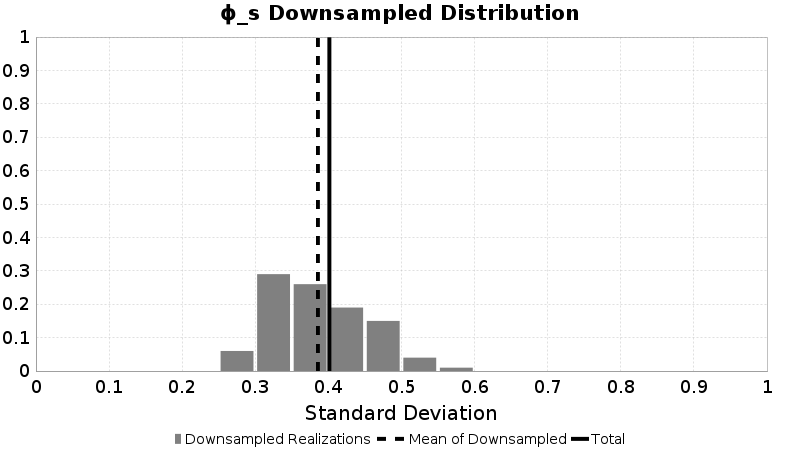 ϕ_s Downsampled Distribution
1
0.9
0.8
0.7
0.6
0.5
0.4
0.3
0.2
0.1
0
0 0.1 0.2 0.3 0.4 0.5 0.6 0.7 0.8 0.9 1
Standard Deviation
Downsampled Realizations Mean of Downsampled Total